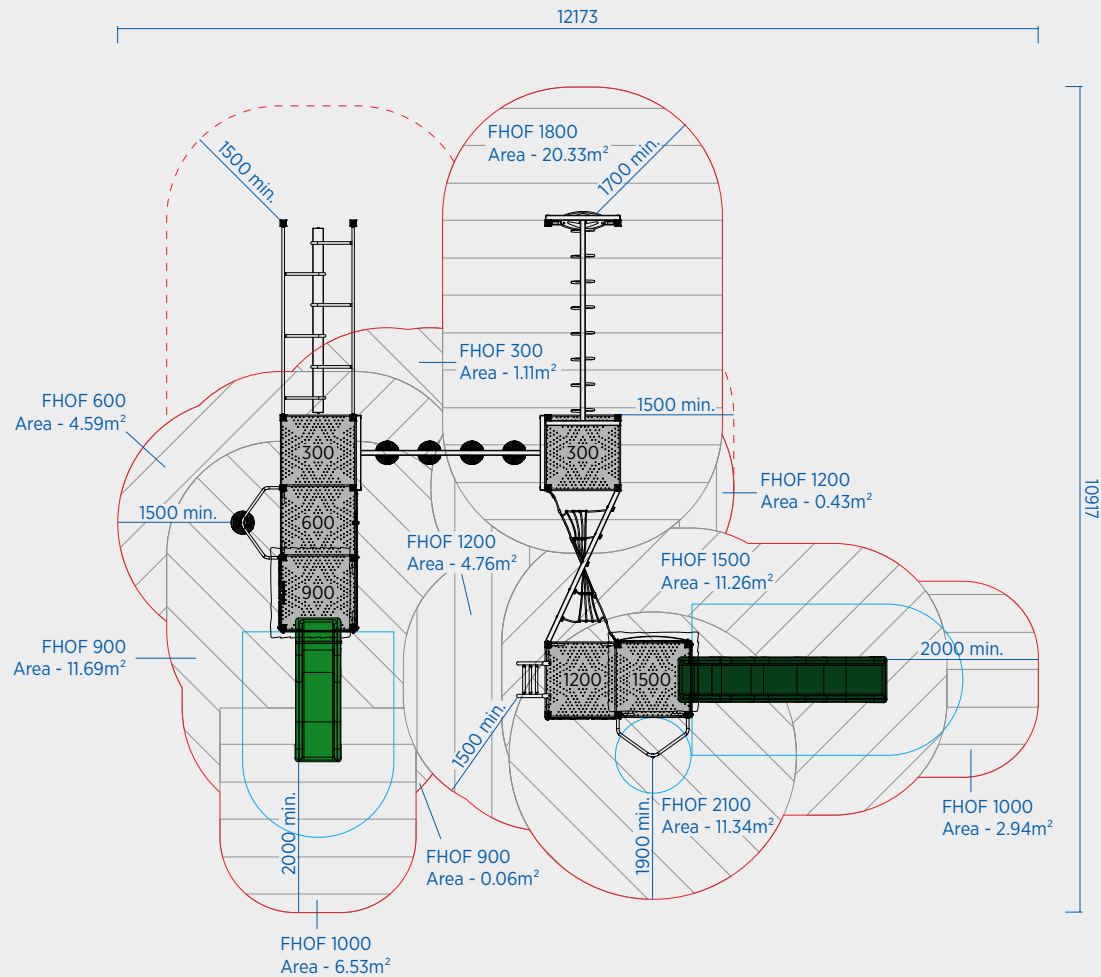 12173
FHOF 1800
Area - 20.33m²
1700 min.
1500 min.
10917
FHOF 300
Area - 1.11m²
FHOF 600
Area - 4.59m²
1500 min.
300
300
FHOF 1200
Area - 0.43m²
1500 min.
600
FHOF 1200
Area - 4.76m²
FHOF 1500
Area - 11.26m²
900
FHOF 900
Area - 11.69m²
2000 min.
1200
1500
1500 min.
2000 min.
1900 min.
FHOF 2100
Area - 11.34m²
FHOF 1000
Area - 2.94m²
FHOF 900
Area - 0.06m²
FHOF 1000
Area - 6.53m²